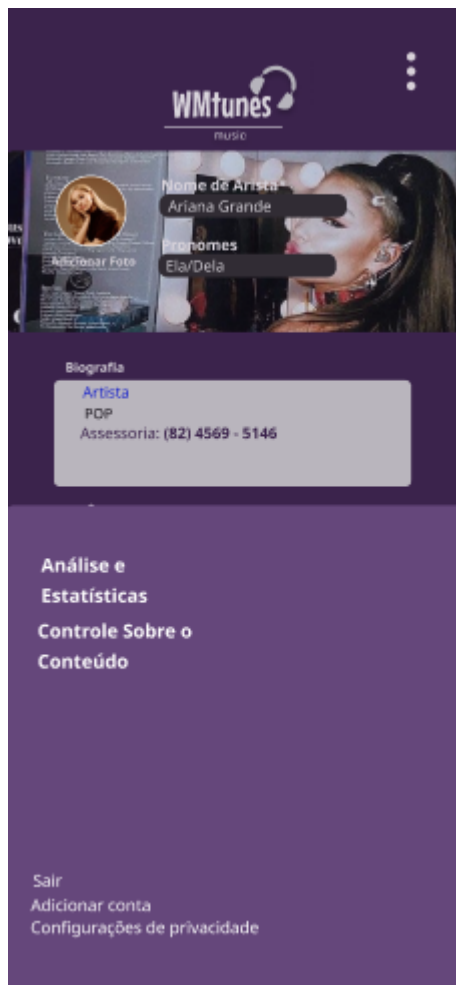 WMtunes
music
Nome de Arista*
Ariana Grande
Adicionar Foto
Pronomes
Ela/Dela
Biografia
Artista
POP
Assessoria: (82) 4569 - 5146
Análise e
Estatísticas
Controle Sobre o
Conteúdo
Sair
Adicionar conta
Configurações de privacidade